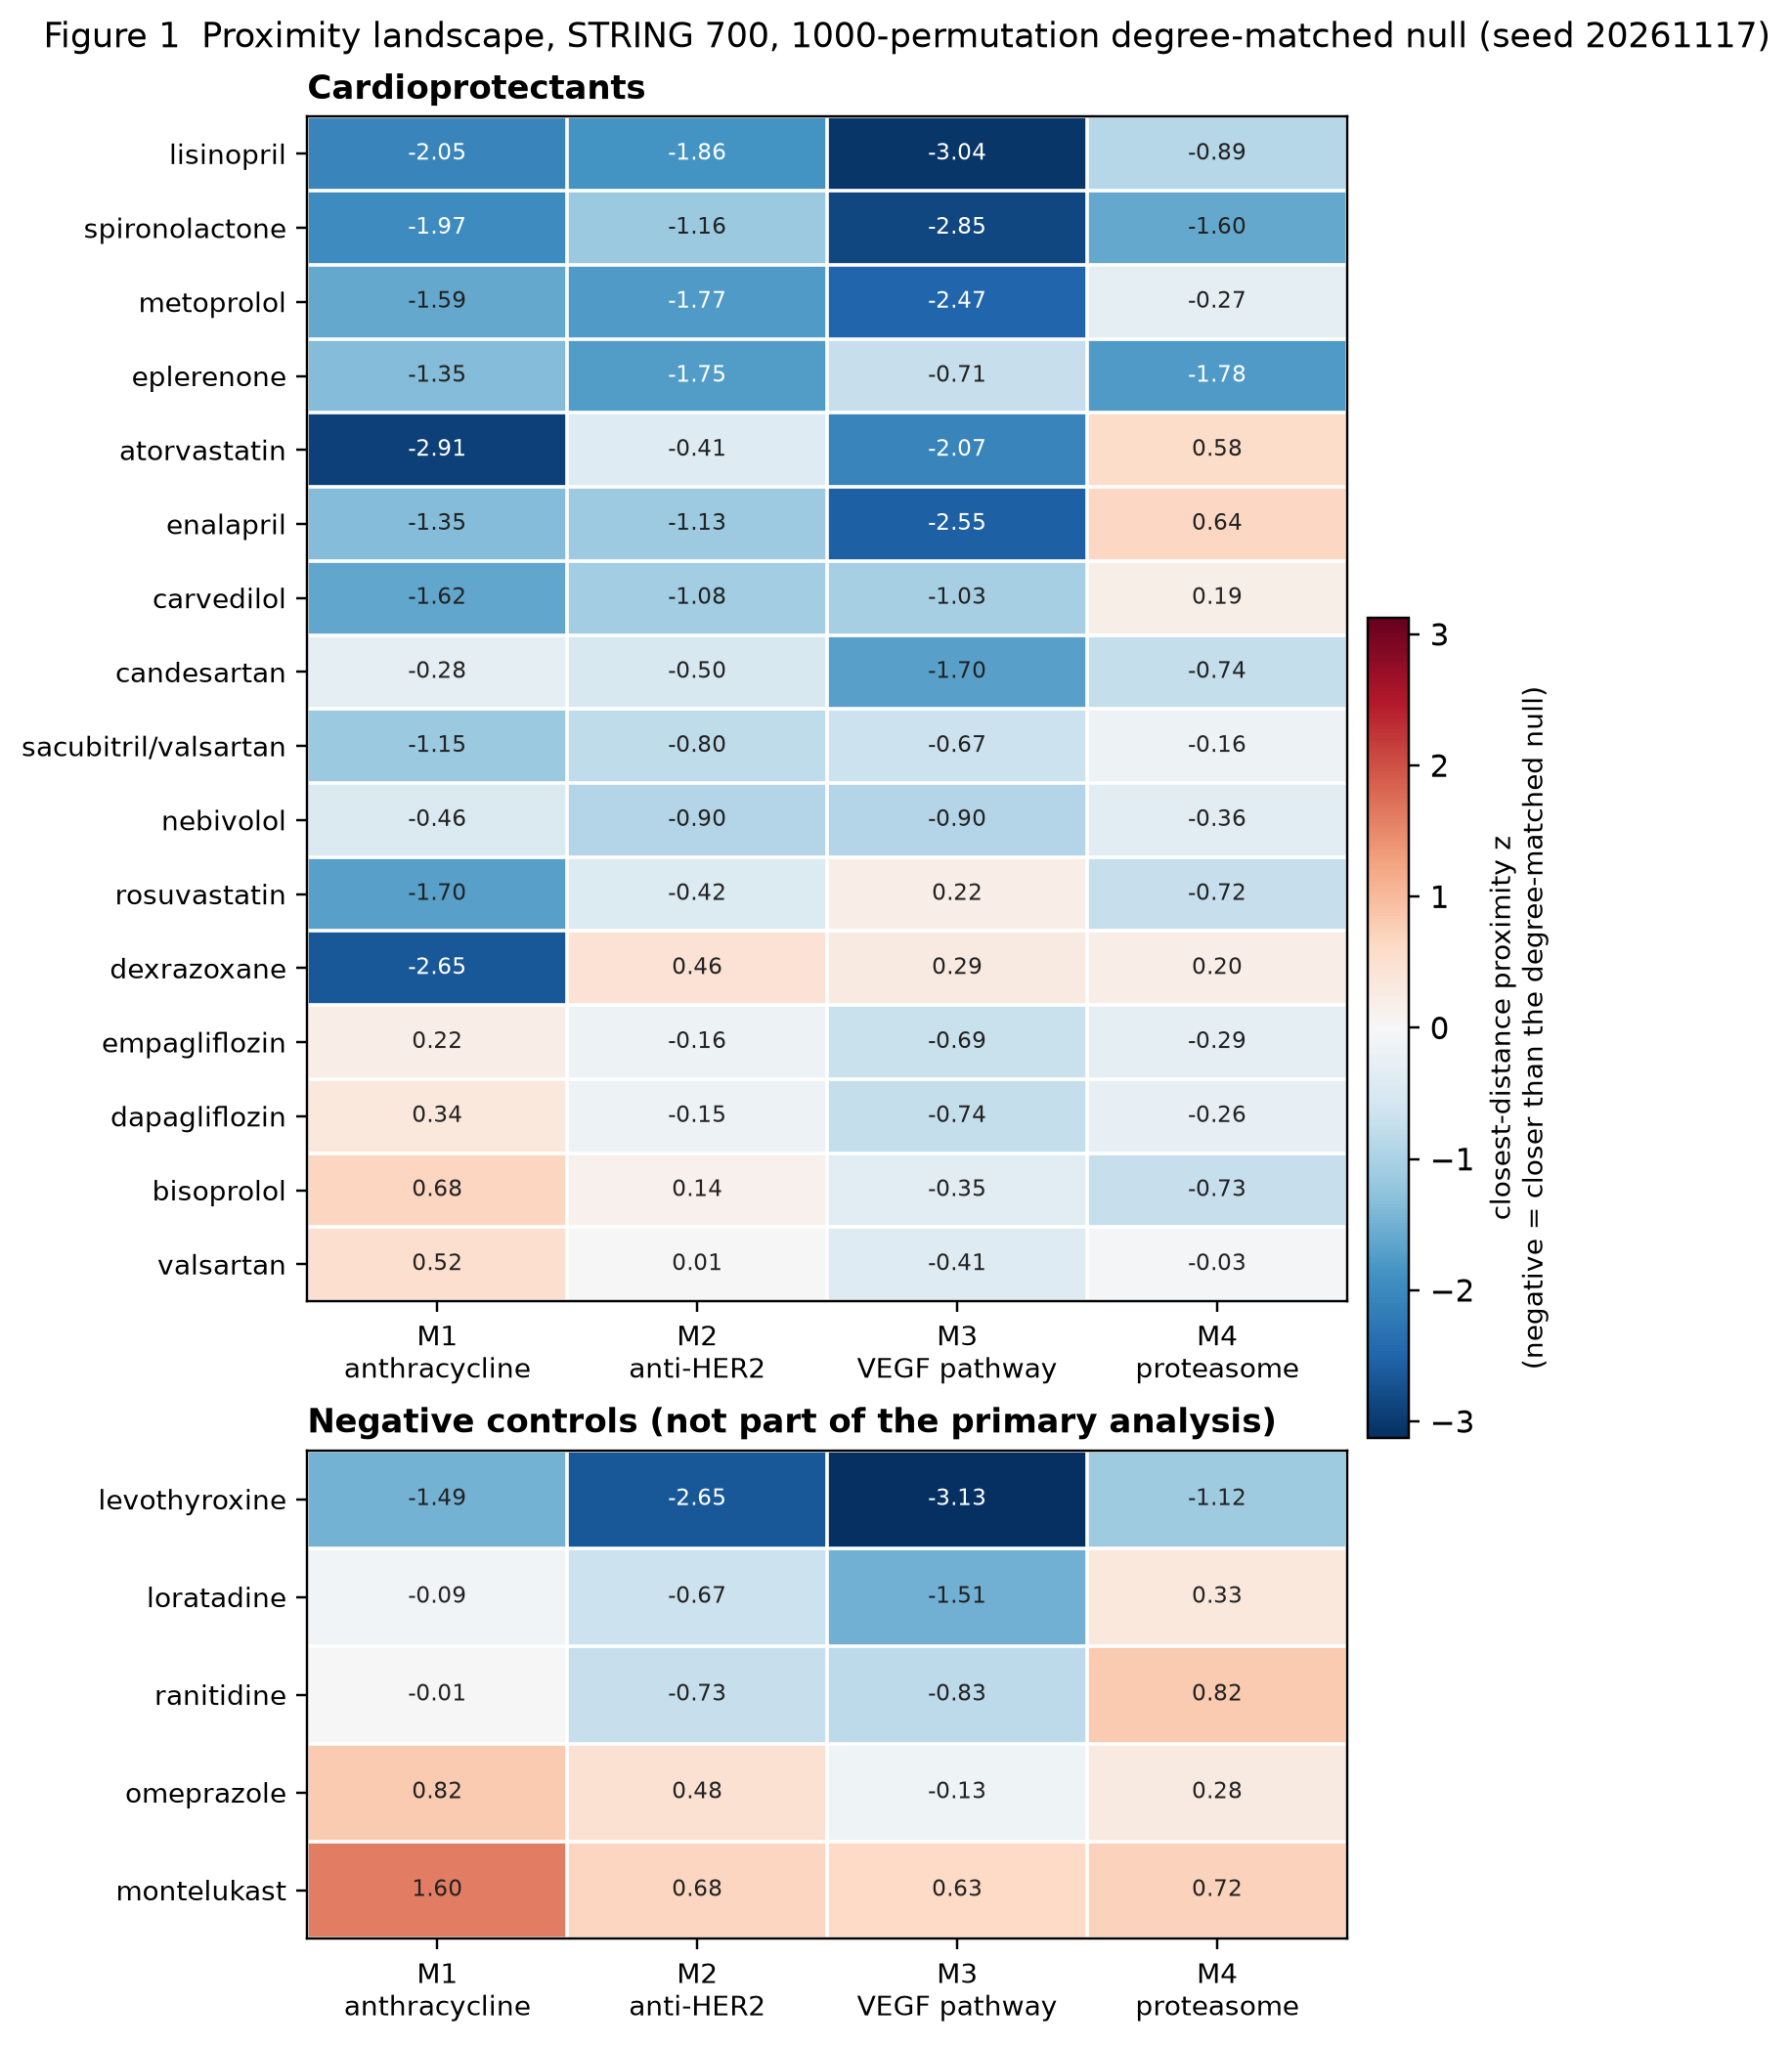 Figure 1  Proximity landscape, STRING 700, 1000-permutation degree-matched null (seed 20261117)
Cardioprotectants
lisinopril -2.05 -1.86 -3.04 -0.89
spironolactone -1.97 -1.16 -2.85 -1.60
metoprolol -1.59 -1.77 -2.47 -0.27
eplerenone -1.35 -1.75 -0.71 -1.78
atorvastatin -2.91 -0.41 -2.07 0.58
enalapril -1.35 -1.13 -2.55 0.64
carvedilol -1.62 -1.08 -1.03 0.19
candesartan -0.28 -0.50 -1.70 -0.74
sacubitril/valsartan -1.15 -0.80 -0.67 -0.16
nebivolol -0.46 -0.90 -0.90 -0.36
rosuvastatin -1.70 -0.42 0.22 -0.72
dexrazoxane -2.65 0.46 0.29 0.20
empagliflozin 0.22 -0.16 -0.69 -0.29
dapagliflozin 0.34 -0.15 -0.74 -0.26
bisoprolol 0.68 0.14 -0.35 -0.73
valsartan 0.52 0.01 -0.41 -0.03
M1 M2 M3 M4
anthracycline anti-HER2 VEGF pathway proteasome
3
2
1
0
−1
−2
−3
closest-distance proximity z
(negative = closer than the degree-matched null)
Negative controls (not part of the primary analysis)
levothyroxine -1.49 -2.65 -3.13 -1.12
loratadine -0.09 -0.67 -1.51 0.33
ranitidine -0.01 -0.73 -0.83 0.82
omeprazole 0.82 0.48 -0.13 0.28
montelukast 1.60 0.68 0.63 0.72
M1 M2 M3 M4
anthracycline anti-HER2 VEGF pathway proteasome